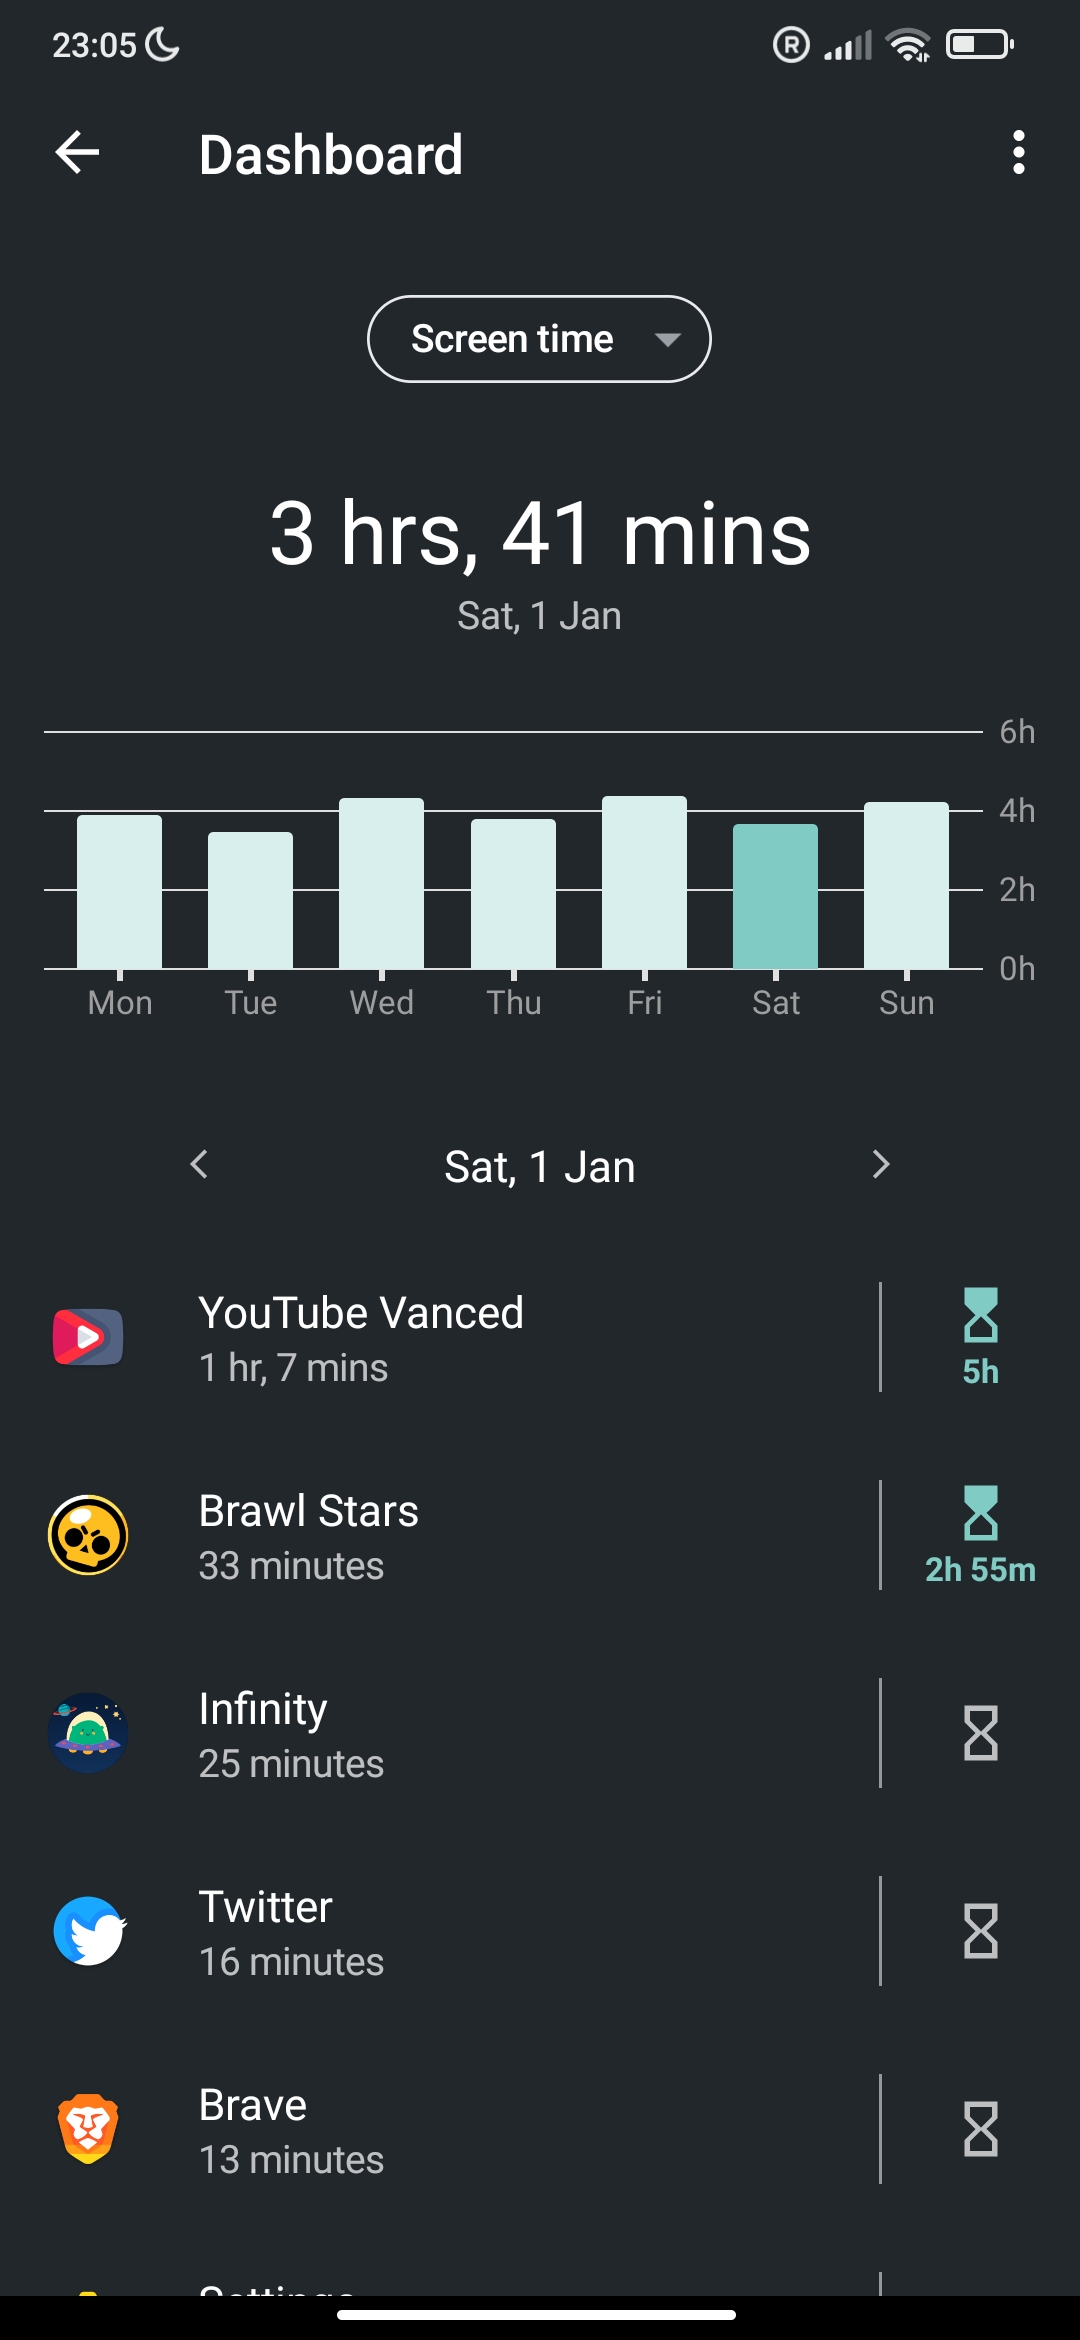 23:05
R
Dashboard
Screen time
3 hrs, 41 mins
Sat, 1 Jan
6h
4h
2h
0h
Mon Tue Wed Thu Fri Sat Sun
Sat, 1 Jan
YouTube Vanced
1 hr, 7 mins
5h
Brawl Stars
33 minutes
2h 55m
Infinity
25 minutes
Twitter
16 minutes
Brave
13 minutes
Settings